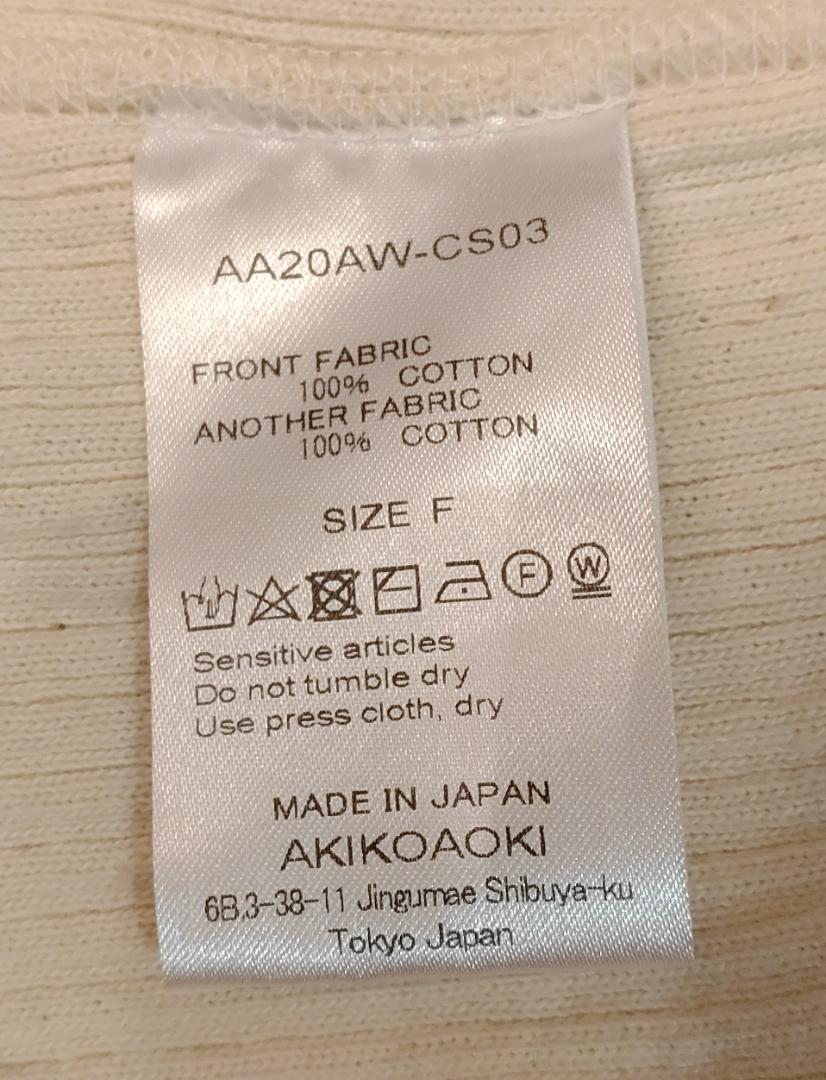 AA20AW-CS03
FRONT FABRIC
100% COTTON
ANOTHER FABRIC
100% COTTON
SIZE F
F W
Sensitive articles
Do not tumble dry
Use press cloth, dry
MADE IN JAPAN
AKIKOAOKI
6B,3-38-11 Jingumae Shibuya-ku
Tokyo Japan